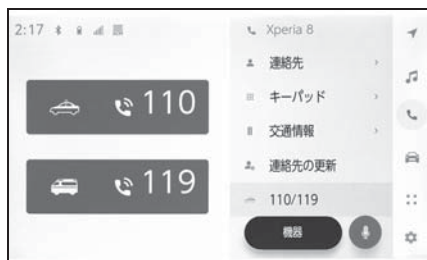 2:17
110
119
Xperia 8
連絡先
キーパッド
交通情報
連絡先の更新
110/119
機器